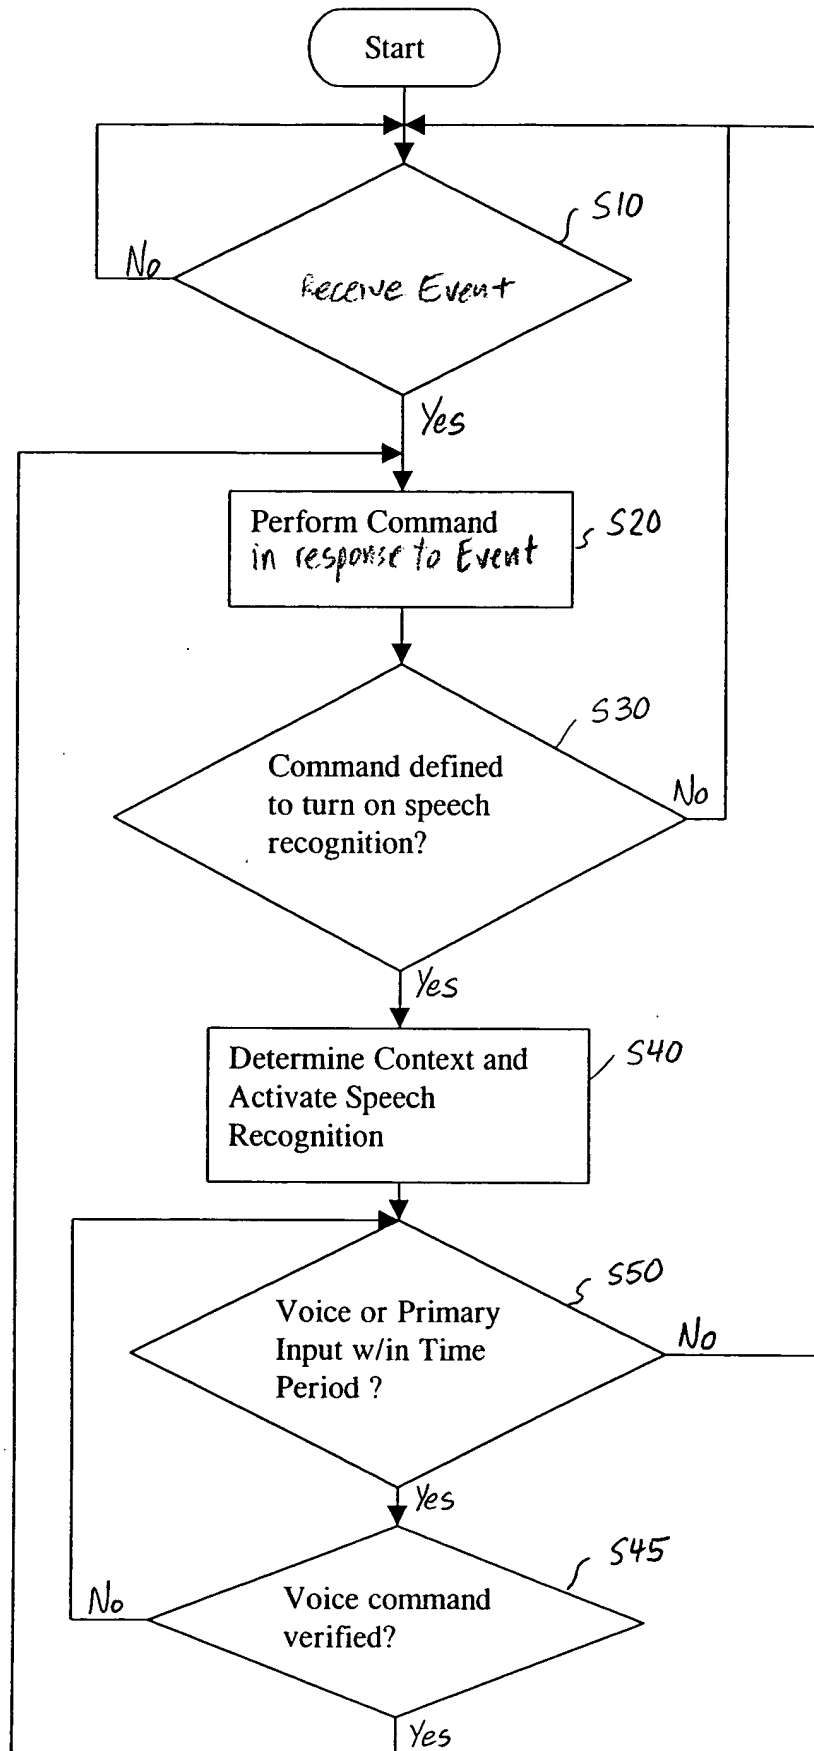 Start
S10
No
Receive Event
Yes
Perform Command
in response to Event
S20
S30
Command defined
to turn on speech
recognition?
No
Yes
Determine Context and
Activate Speech
Recognition
S40
S50
Voice or Primary
Input w/in Time
Period ?
No
Yes
S45
Voice command
verified?
No
Yes